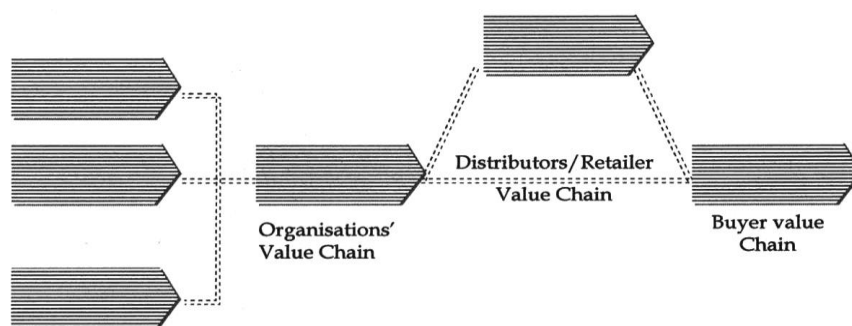 Distributors/Retailer
Value Chain
Organisations'
Value Chain
Buyer value
Chain